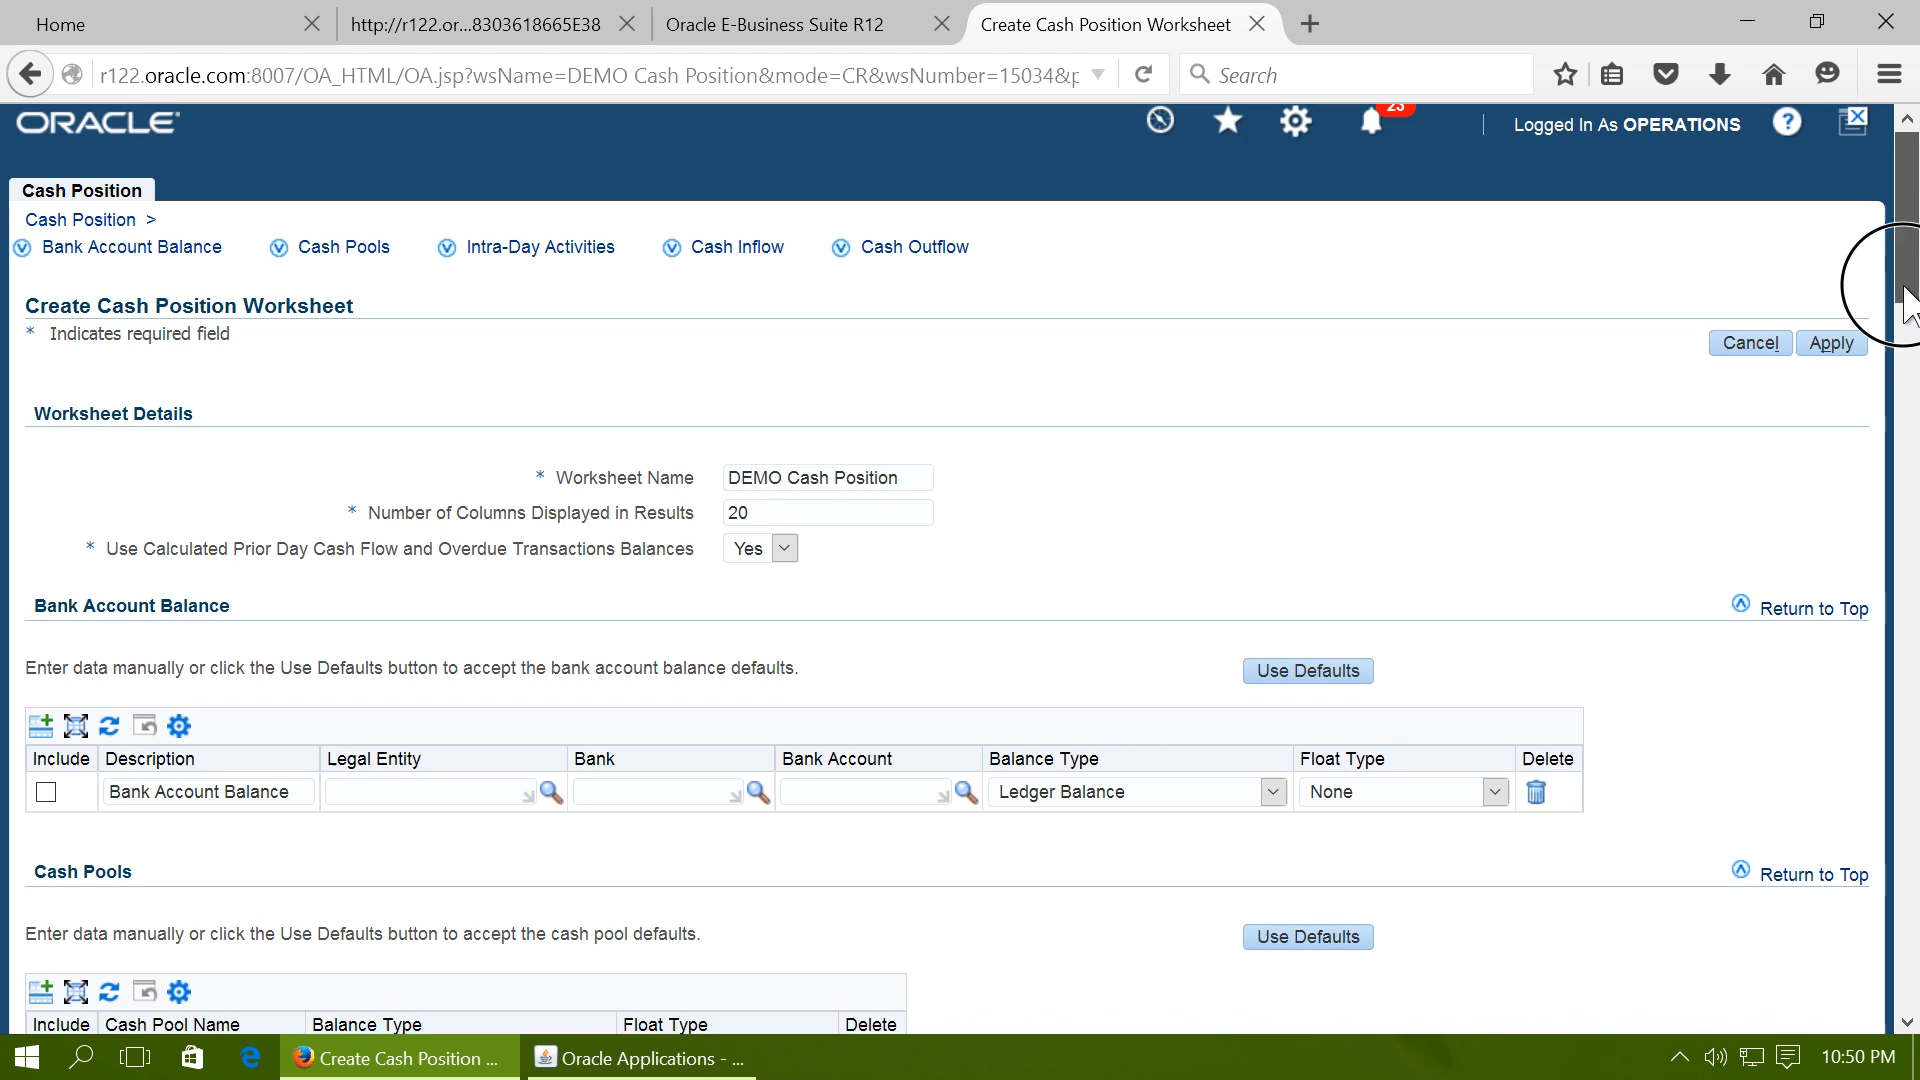 Home
http://r122.or...8303618665E38
Oracle E-Business Suite R12
Create Cash Position Worksheet
r122.oracle.com:8007/OA_HTML/OA.jsp?wsName=DEMO Cash Position&mode=CR&wsNumber=15034&p
Search
ORACLE
23
Logged In As OPERATIONS
Cash Position
Cash Position >
Bank Account Balance
Cash Pools
Intra-Day Activities
Cash Inflow
Cash Outflow
Create Cash Position Worksheet
* Indicates required field
Cancel
Apply
Worksheet Details
* Worksheet Name DEMO Cash Position
* Number of Columns Displayed in Results 20
* Use Calculated Prior Day Cash Flow and Overdue Transactions Balances Yes
Bank Account Balance
Return to Top
Enter data manually or click the Use Defaults button to accept the bank account balance defaults.
Use Defaults
Include Description Legal Entity Bank Bank Account Balance Type Float Type Delete
Bank Account Balance Ledger Balance None
Cash Pools
Return to Top
Enter data manually or click the Use Defaults button to accept the cash pool defaults.
Use Defaults
Include Cash Pool Name Balance Type Float Type Delete
Create Cash Position ...
Oracle Applications - ...
10:50 PM